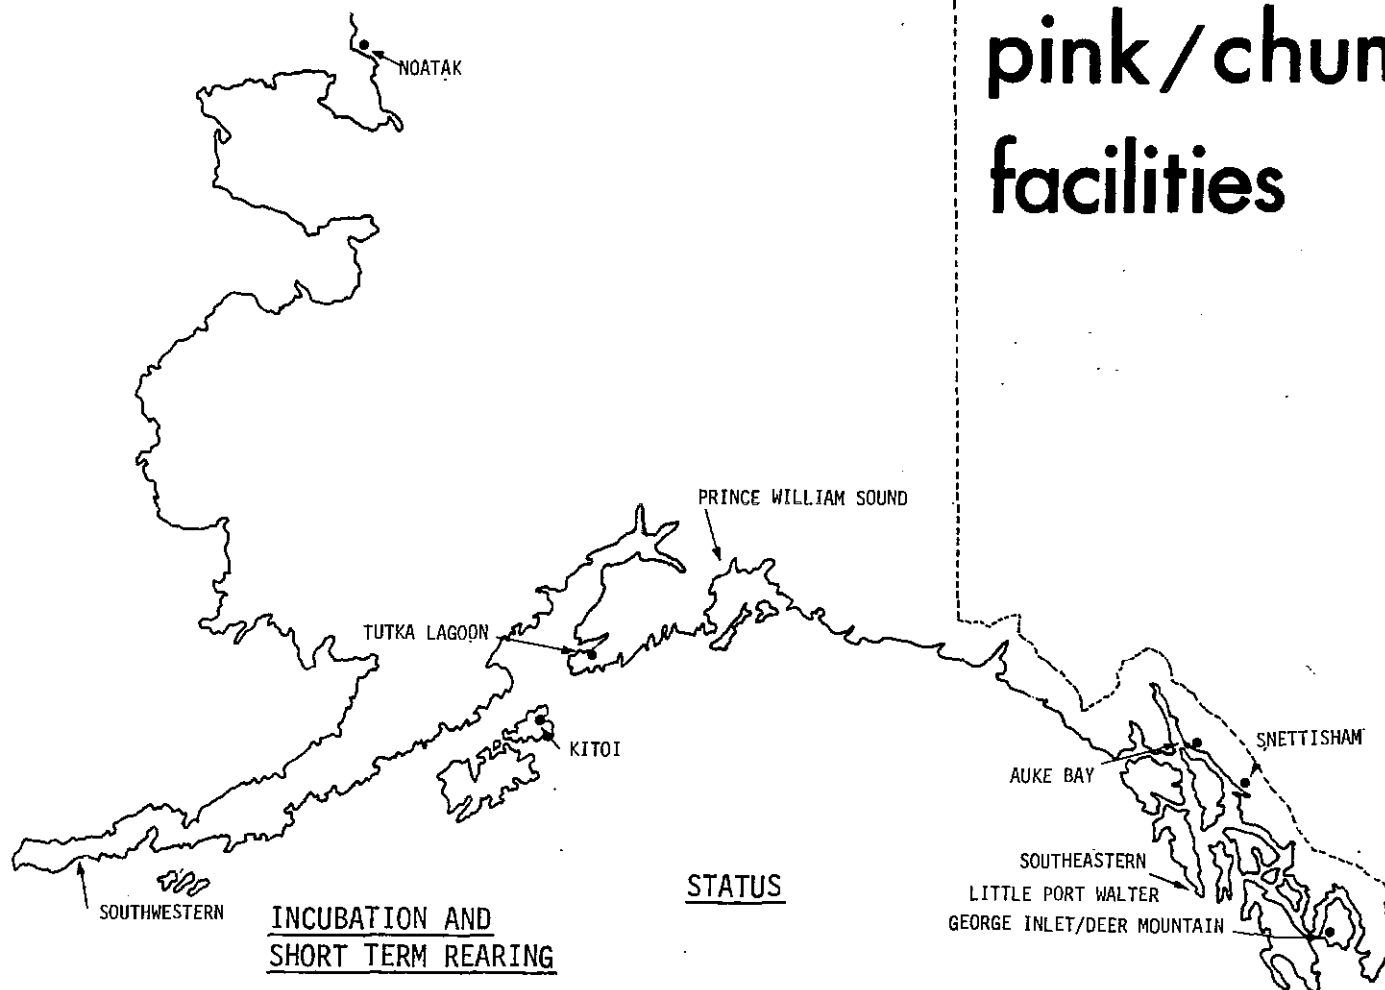 pink/chum
facilities
NOATAK
PRINCE WILLIAM SOUND
TUTKA LAGOON
KITOI
SNETTISHAM
AUKE BAY
SOUTHEASTERN
LITTLE PORT WALTER
GEORGE INLET/DEER MOUNTAIN
SOUTHWESTERN
STATUS
INCUBATION AND
SHORT TERM REARING